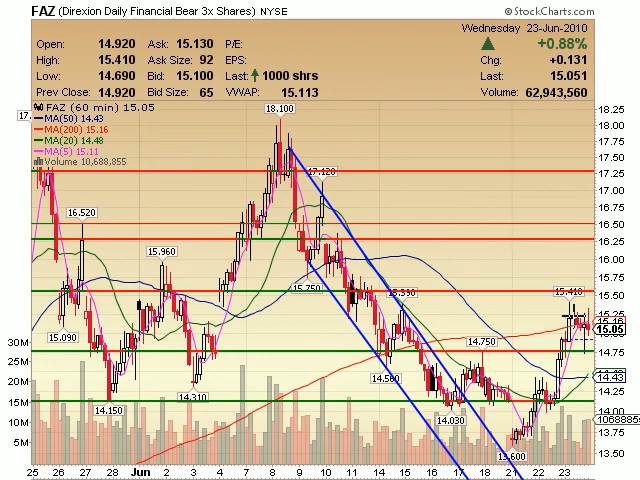 FAZ (Direxion Daily Financial Bear 3x Shares) NYSE © StockCharts.com
Wednesday 23-Jun-2010
Open: 14.920 Ask: 15.130 P/E: ▲ +0.88%
High: 15.410 Ask Size: 92 EPS: Chg: +0.131
Low: 14.690 Bid: 15.100 Last: 1000 shrs Last: 15.051
Prev Close: 14.920 Bid Size: 65 VWAP: 15.113 Volume: 62,943,560
FAZ (60 min) 15.05
MA(50) 14.43
MA(200) 15.16
MA(20) 14.48
MA(5) 15.11
Volume 10,688,855
17.
18.100
17.120
16.520
15.960
15.750
15.390
15.410
15.090
14.750
14.560
14.310
14.150
14.030
13.600
18.25
18.00
17.75
17.50
17.25
17.00
16.75
16.50
16.25
16.00
15.75
15.50
15.25
15.16
15.05
14.75
14.43
14.25
14.00
10688855
13.75
13.50
30M
25M
20M
15M
10M
5M
25 26 27 28 Jun 2 3 4 7 8 9 10 11 14 15 16 17 18 21 22 23